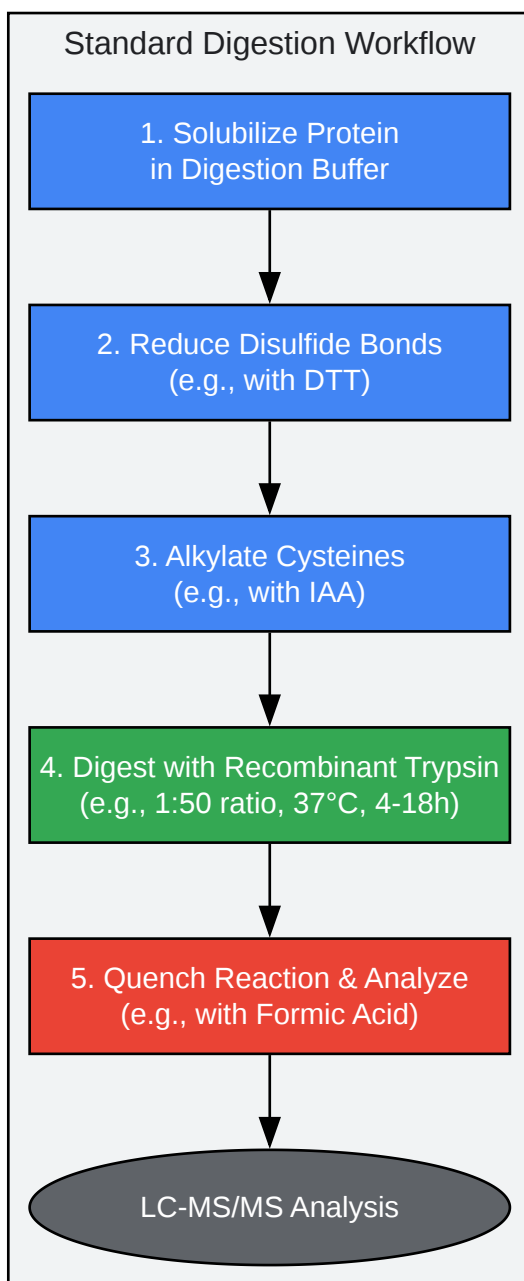 Standard Digestion Workflow
1. Solubilize Protein
in Digestion Buffer
2. Reduce Disulfide Bonds
(e.g., with DTT)
3. Alkylate Cysteines
(e.g., with IAA)
4. Digest with Recombinant Trypsin
(e.g., 1:50 ratio, 37°C, 4-18h)
5. Quench Reaction & Analyze
(e.g., with Formic Acid)
LC-MS/MS Analysis